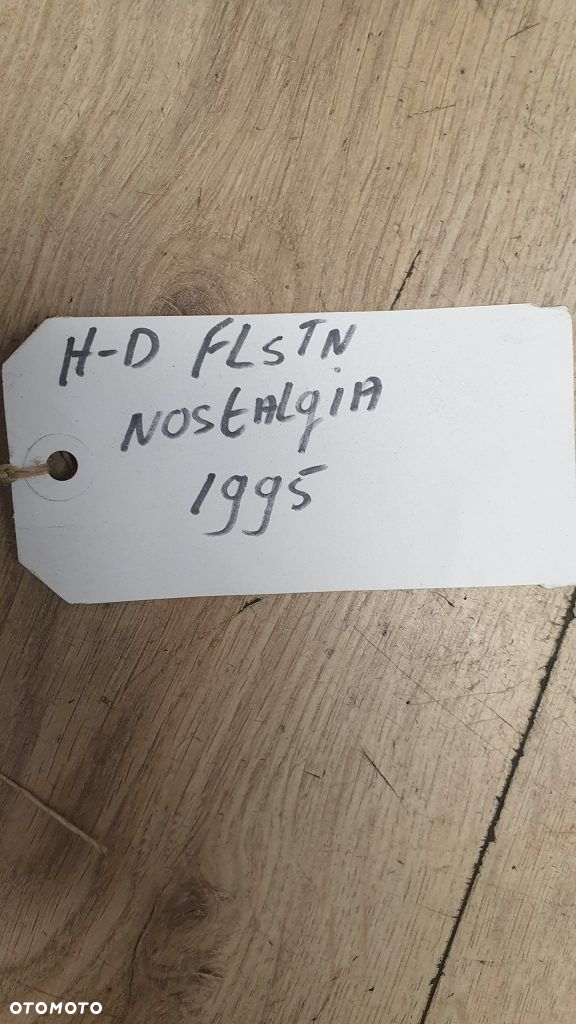 H-D FLSTN
NOSTALGIA
1995
OTOMOTO